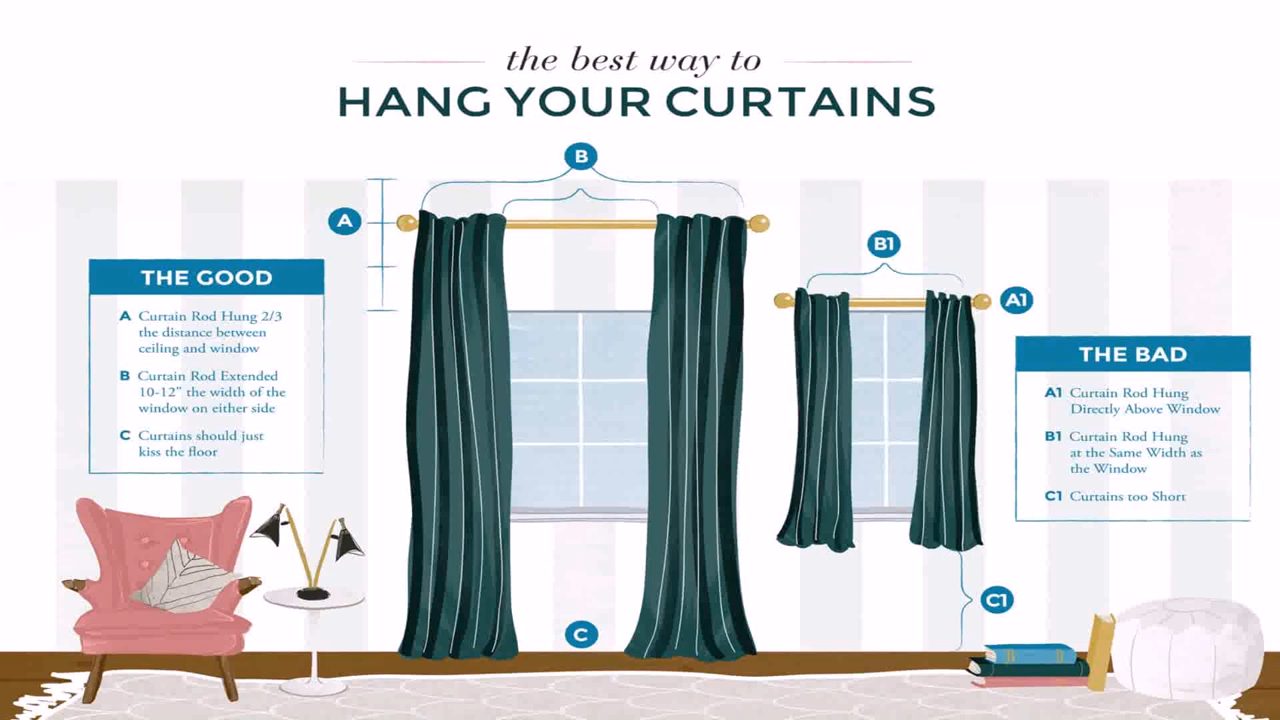 the best way to
HANG YOUR CURTAINS
B
A
THE GOOD
A Curtain Rod Hung 2/3
the distance between
ceiling and window
B Curtain Rod Extended
10-12" the width of the
window on either side
C Curtains should just
kiss the floor
C
B1
A1
THE BAD
A1 Curtain Rod Hung
Directly Above Window
B1 Curtain Rod Hung
at the Same Width as
the Window
C1 Curtains too Short
C1